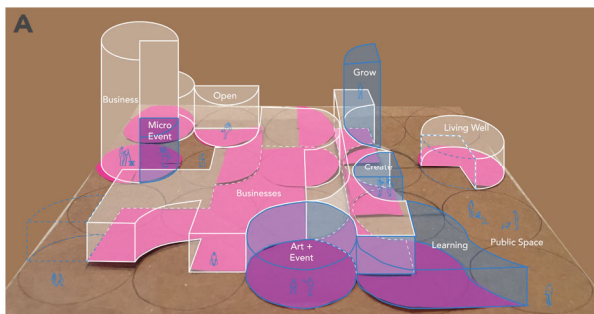 A
Grow
Open
Business
Micro
Event
Living Well
Create
Businesses
Art +
Event
Learning
Public Space